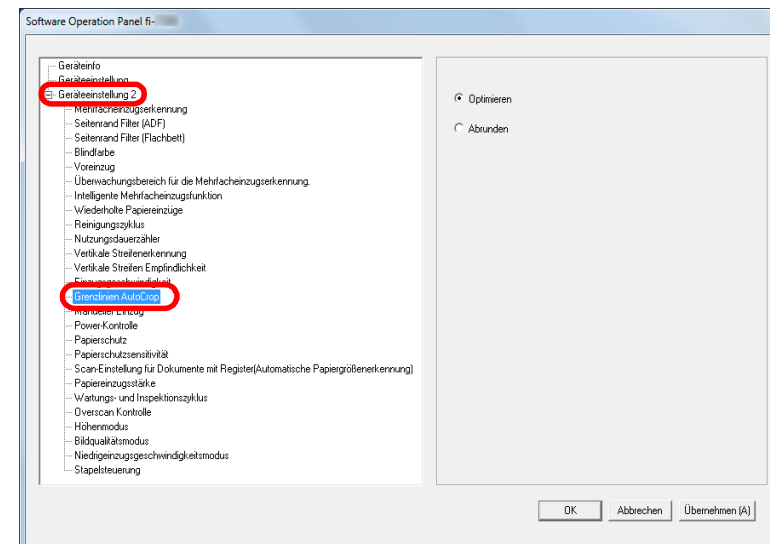 Software Operation Panel fi-
Geräteinfo
Geräteeinstellung
Geräteeinstellung 2
Mehrfacheinzugserkennung
Seitenrand Filter (ADF)
Seitenrand Filter (Flachbett)
Blindfarbe
Voreinzug
Überwachungsbereich für die Mehrfacheinzugserkennung.
Intelligente Mehrfacheinzugsfunktion
Wiederholte Papiereinzüge
Reinigungszyklus
Nutzungsdauerzähler
Vertikale Streifenerkennung
Vertikale Streifen Empfindlichkeit
Einzugsgeschwindigkeit
Grenzlinien AutoCrop
Manueller Einzug
Power-Kontrolle
Papierschutz
Papierschutzsensitivität
Scan-Einstellung für Dokumente mit Register(Automatische Papiergrößenerkennung)
Papiereinzugsstärke
Wartungs- und Inspektionszyklus
Overscan Kontrolle
Höhenmodus
Bildqualitätsmodus
Niedrigeinzugsgeschwindigkeitsmodus
Stapelsteuerung
Optimieren
Abrunden
OK
Abbrechen
Übernehmen (A)